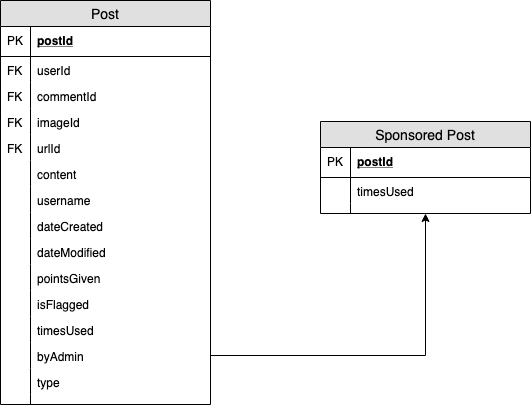 Post
PK postId
FK userId
FK commentId
FK imageId
FK urlId
content
username
dateCreated
dateModified
pointsGiven
isFlagged
timesUsed
byAdmin
type
Sponsored Post
PK postId
timesUsed